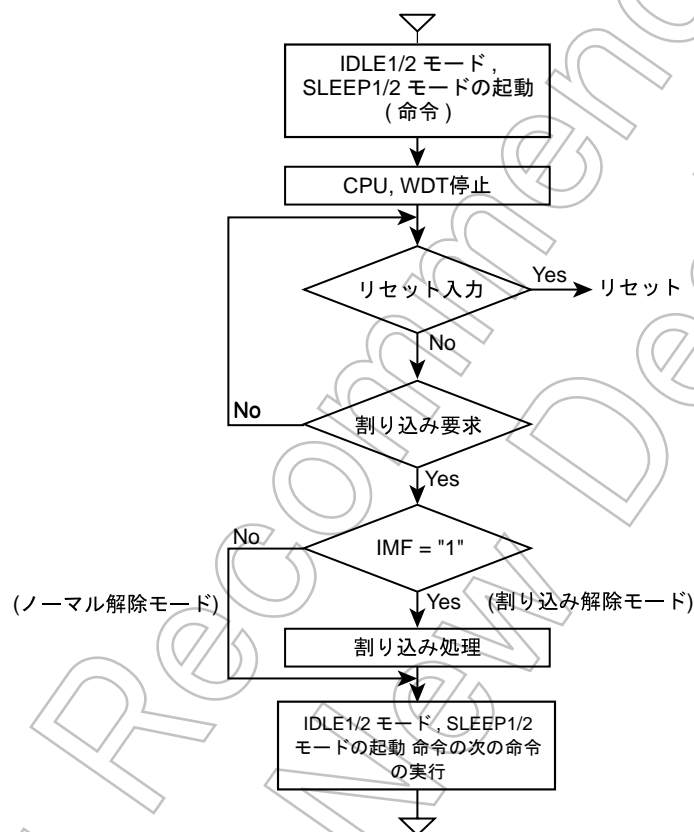 IDLE1/2 モード ,
SLEEP1/2 モードの起動
( 命令 )
CPU, WDT停止
リセット入力
Yes
リセット
No
No
割り込み要求
Yes
No
IMF = "1"
(ノーマル解除モード)
Yes
(割り込み解除モード)
割り込み処理
IDLE1/2 モード , SLEEP1/2
モードの起動 命令の次の命令
の実行
Recommend
New De